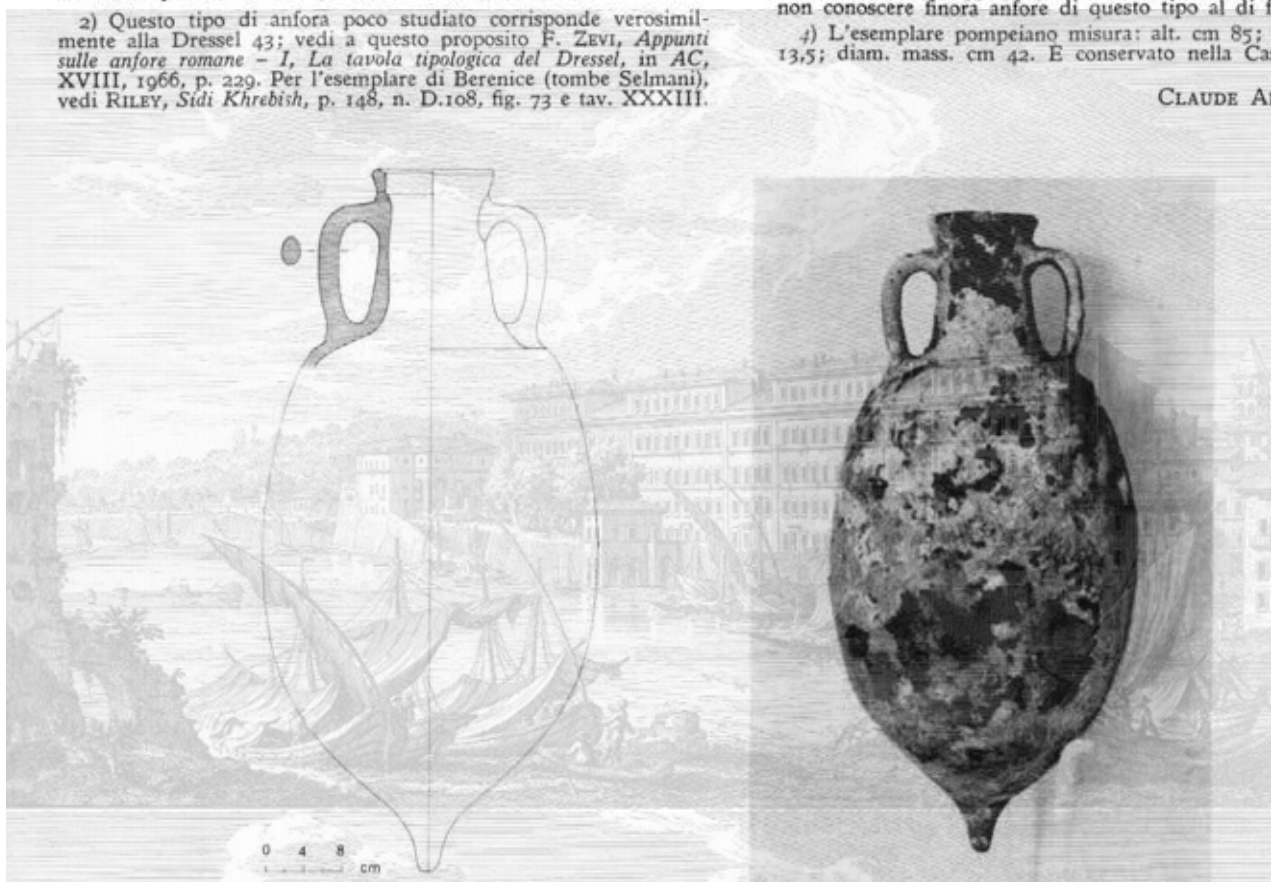 2) Questo tipo di anfora poco studiato corrisponde verosimil-
mente alla Dressel 43; vedi a questo proposito F. ZEVI, Appunti
sulle anfore romane – I, La tavola tipologica del Dressel, in AC,
XVIII, 1966, p. 229. Per l'esemplare di Berenice (tombe Selmani),
vedi RILEY, Sidi Khrebish, p. 148, n. D.108, fig. 73 e tav. XXXIII.
non conoscere finora anfore di questo tipo al di f
4) L'esemplare pompeiano misura: alt. cm 85;
13,5; diam. mass. cm 42. È conservato nella Cas
CLAUDE
0 4 8
cm